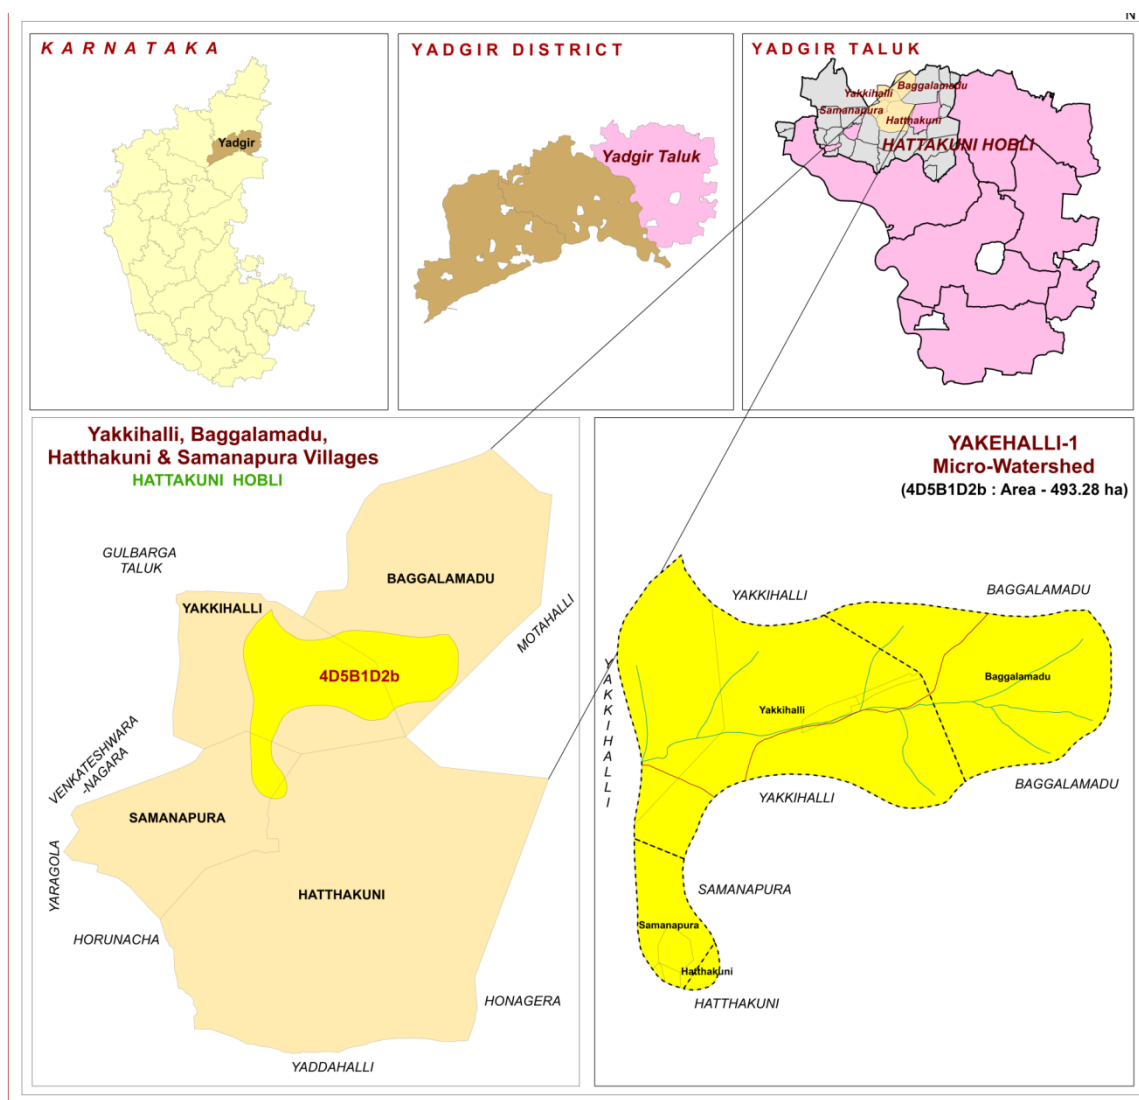 N
KARNATAKA
Yadgir
YADGIR DISTRICT
Yadgir Taluk
YADGIR TALUK
Baggalamadu
Yakkihalli
Samanapura
Hatthakuni
HATTAKUNI HOBLI
Yakkihalli, Baggalamadu,
Hatthakuni & Samanapura Villages
HATTAKUNI HOBLI
GULBARGA
TALUK
BAGGALAMADU
YAKKIHALLI
MOTAHALLI
4D5B1D2b
VENKATESHWARA
-NAGARA
SAMANAPURA
YARAGOLA
HATTHAKUNI
HORUNACHA
HONAGERA
YADDAHALLI
YAKEHALLI-1
Micro-Watershed
(4D5B1D2b : Area - 493.28 ha)
YAKKIHALLI
BAGGALAMADU
YAKKIHALLI
Baggalamadu
Yakkihalli
YAKKIHALLI
BAGGALAMADU
SAMANAPURA
Samanapura
Hatthakuni
HATTHAKUNI